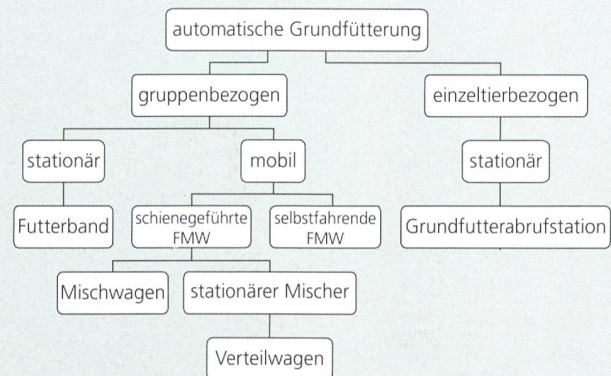 automatische Grundfütterung
gruppenbezogen
einzeltierbezogen
stationär
mobil
stationär
Futterband
schienegeführte
FMW
selbstfahrende
FMW
Grundfutterabrufstation
Mischwagen
stationärer Mischer
Verteilwagen